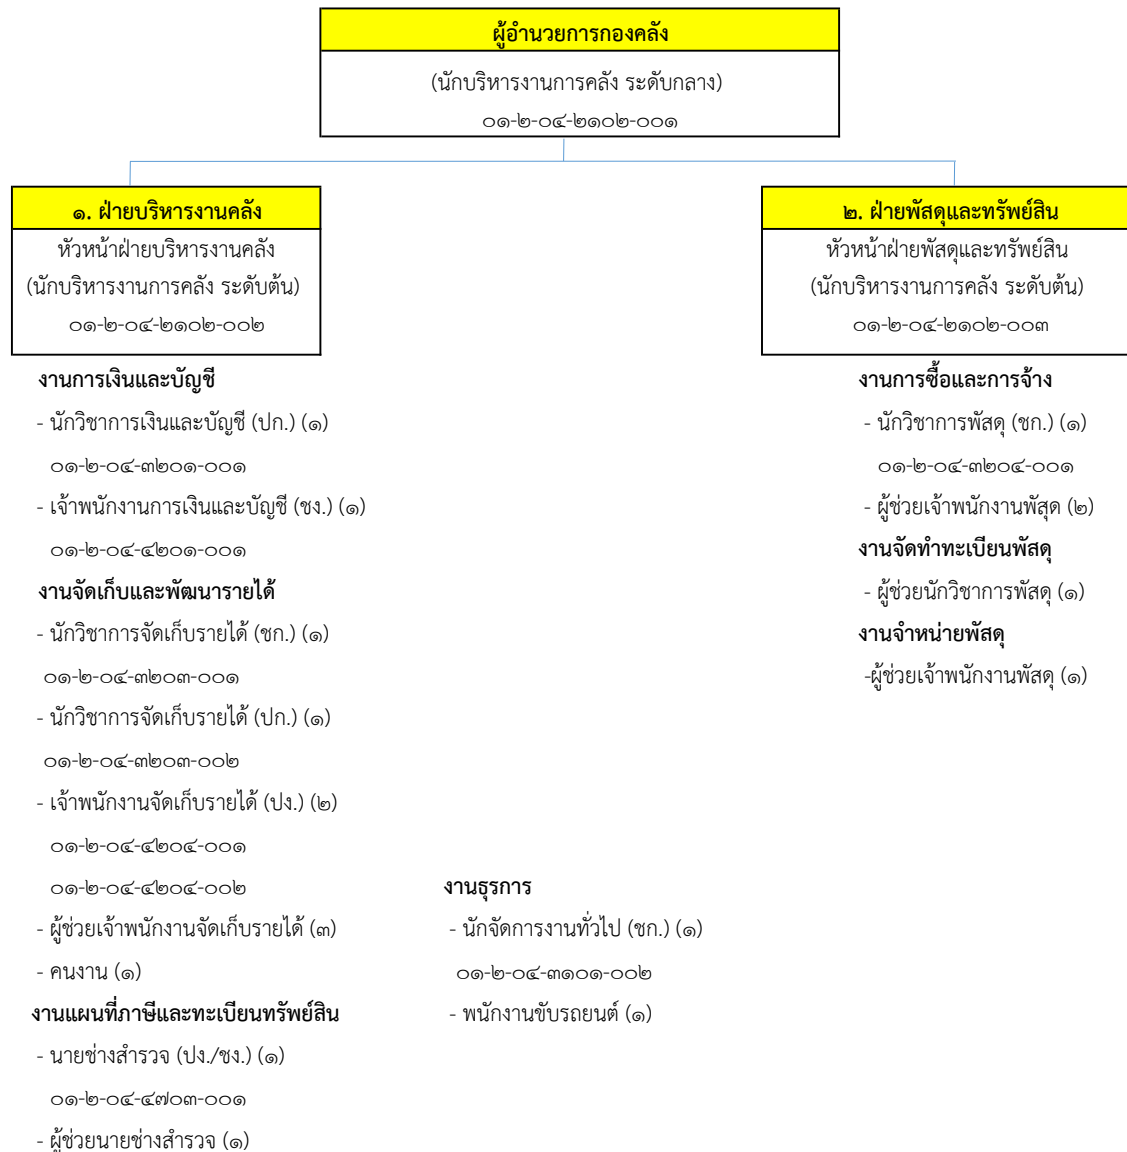 ผู้อำนวยการกองคลัง
(นักบริหารงานการคลัง ระดับกลาง)
๐๑-๒-๐๔-๒๑๐๒-๐๐๑
๑. ฝ่ายบริหารงานคลัง
หัวหน้าฝ่ายบริหารงานคลัง
(นักบริหารงานการคลัง ระดับต้น)
๐๑-๒-๐๔-๒๑๐๒-๐๐๒
งานการเงินและบัญชี
- นักวิชาการเงินและบัญชี (ปก.) (๑)
๐๑-๒-๐๔-๓๒๐๑-๐๐๑
- เจ้าพนักงานการเงินและบัญชี (ชง.) (๑)
๐๑-๒-๐๔-๔๒๐๑-๐๐๑
งานจัดเก็บและพัฒนารายได้
- นักวิชาการจัดเก็บรายได้ (ชก.) (๑)
๐๑-๒-๐๔-๓๒๐๓-๐๐๑
- นักวิชาการจัดเก็บรายได้ (ปก.) (๑)
๐๑-๒-๐๔-๓๒๐๓-๐๐๒
- เจ้าพนักงานจัดเก็บรายได้ (ปง.) (๒)
๐๑-๒-๐๔-๔๒๐๔-๐๐๑
๐๑-๒-๐๔-๔๒๐๔-๐๐๒
- ผู้ช่วยเจ้าพนักงานจัดเก็บรายได้ (๓)
- คนงาน (๑)
งานแผนที่ภาษีและทะเบียนทรัพย์สิน
- นายช่างสำรวจ (ปง./ชง.) (๑)
๐๑-๒-๐๔-๔๗๐๓-๐๐๑
- ผู้ช่วยนายช่างสำรวจ (๑)
งานธุรการ
- นักจัดการงานทั่วไป (ชก.) (๑)
๐๑-๒-๐๔-๓๑๐๑-๐๐๒
- พนักงานขับรถยนต์ (๑)
๒. ฝ่ายพัสดุและทรัพย์สิน
หัวหน้าฝ่ายพัสดุและทรัพย์สิน
(นักบริหารงานการคลัง ระดับต้น)
๐๑-๒-๐๔-๒๑๐๒-๐๐๓
งานการซื้อและการจ้าง
- นักวิชาการพัสดุ (ชก.) (๑)
๐๑-๒-๐๔-๓๒๐๔-๐๐๑
- ผู้ช่วยเจ้าพนักงานพัสุด (๒)
งานจัดทำทะเบียนพัสดุ
- ผู้ช่วยนักวิชาการพัสดุ (๑)
งานจำหน่ายพัสดุ
-ผู้ช่วยเจ้าพนักงานพัสดุ (๑)